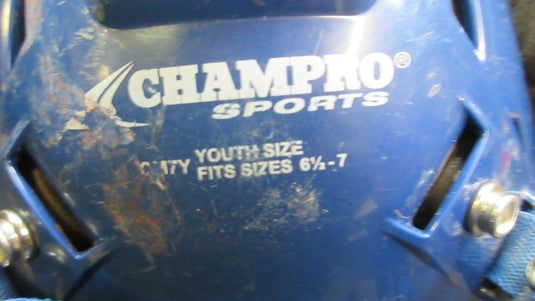 CHAMPRO®
SPORTS
YOUTH SIZE
FITS SIZES 6½-7